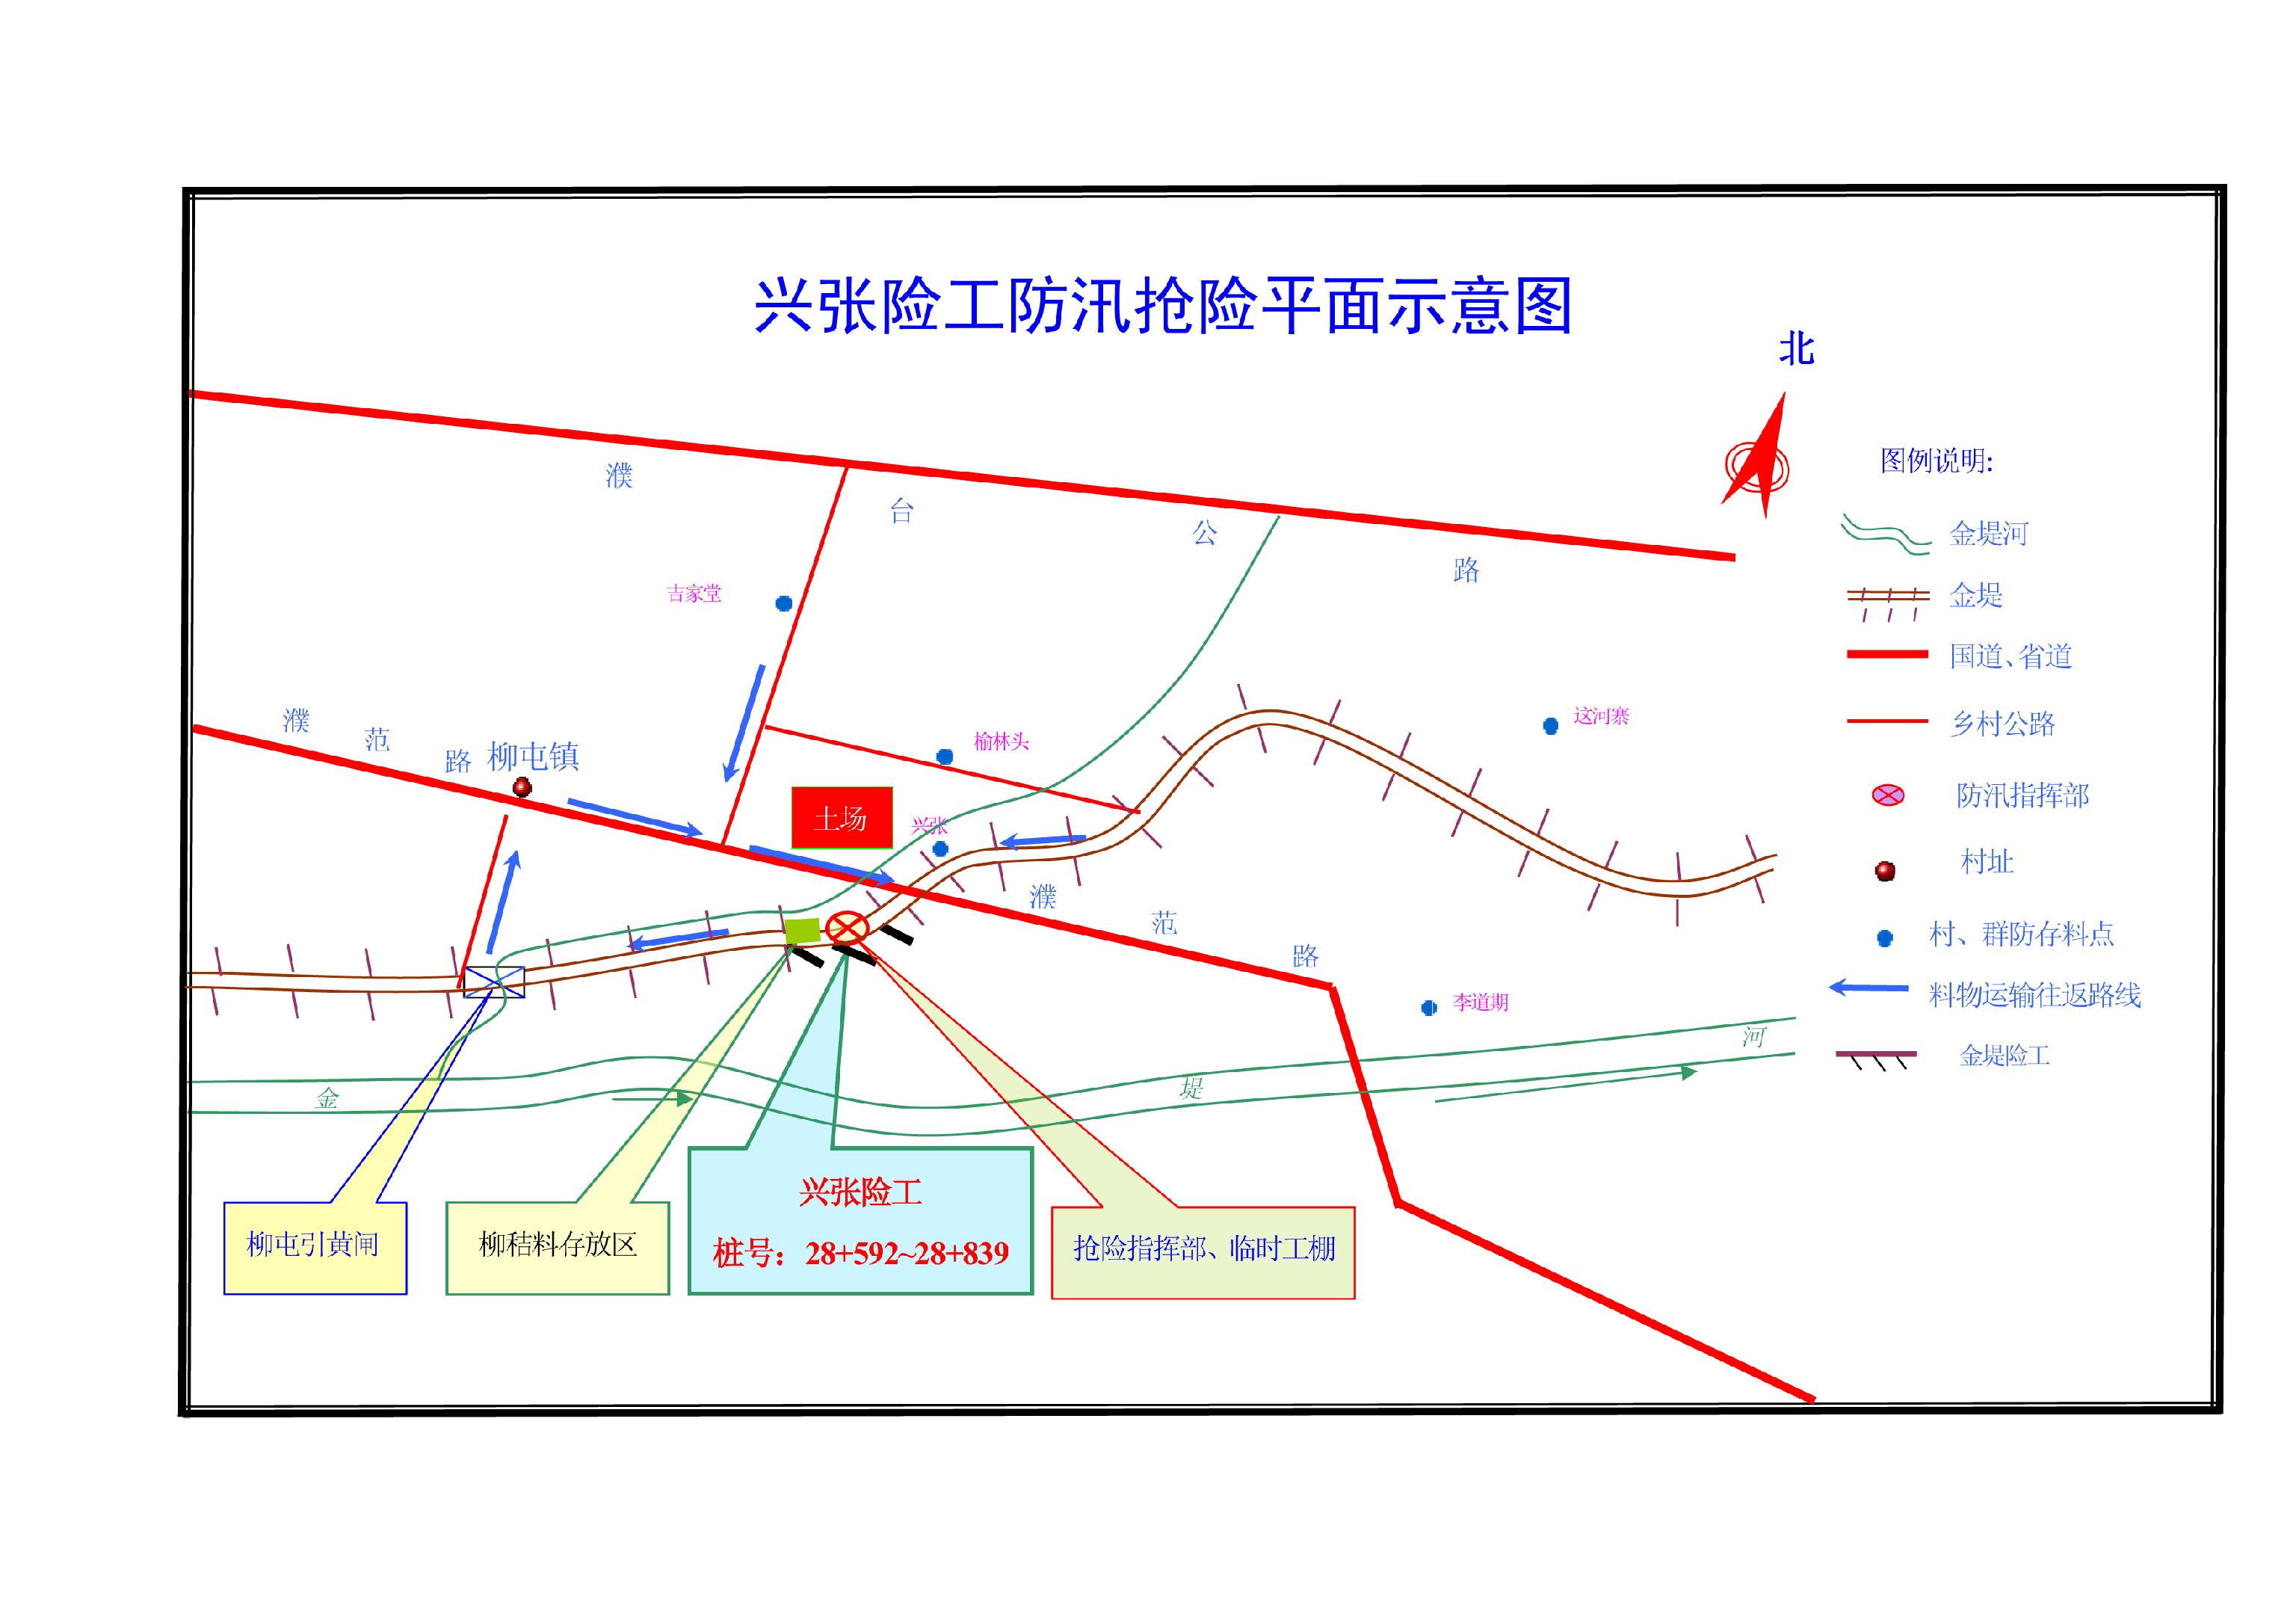 兴张险工防汛抢险平面示意图
北
图例说明:
金堤河
金堤
国道、省道
乡村公路
防汛指挥部
村址
村、群防存料点
料物运输往返路线
金堤险工
濮台公路
吉家堂
这河寨
榆林头
濮范路
柳屯镇
土场
兴张
濮范路
李道期
金堤河
柳屯引黄闸
柳秸料存放区
兴张险工
桩号：28+592~28+839
抢险指挥部、临时工棚